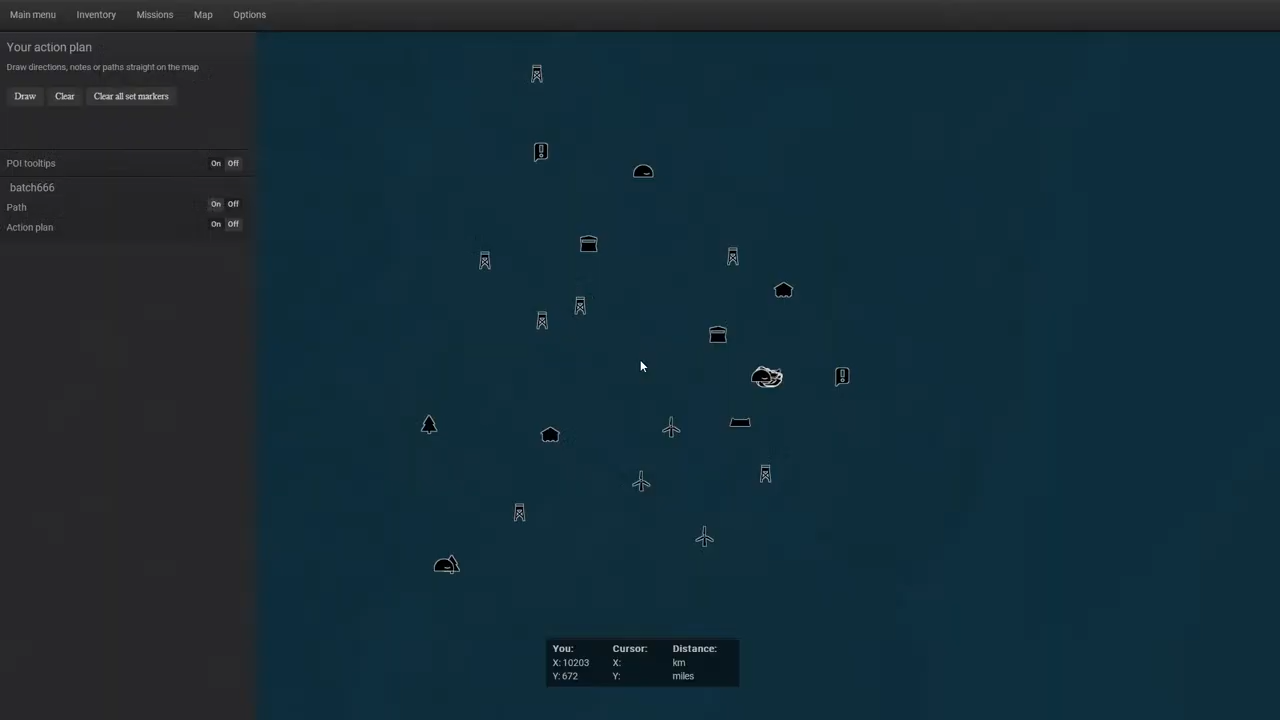 Main menu Inventory Missions Map Options
Your action plan
Draw directions, notes or paths straight on the map
Draw Clear Clear all set markers
POI tooltips On Off
batch666
Path On Off
Action plan On Off
You: Cursor: Distance:
X: 10203 X: km
Y: 672 Y: miles